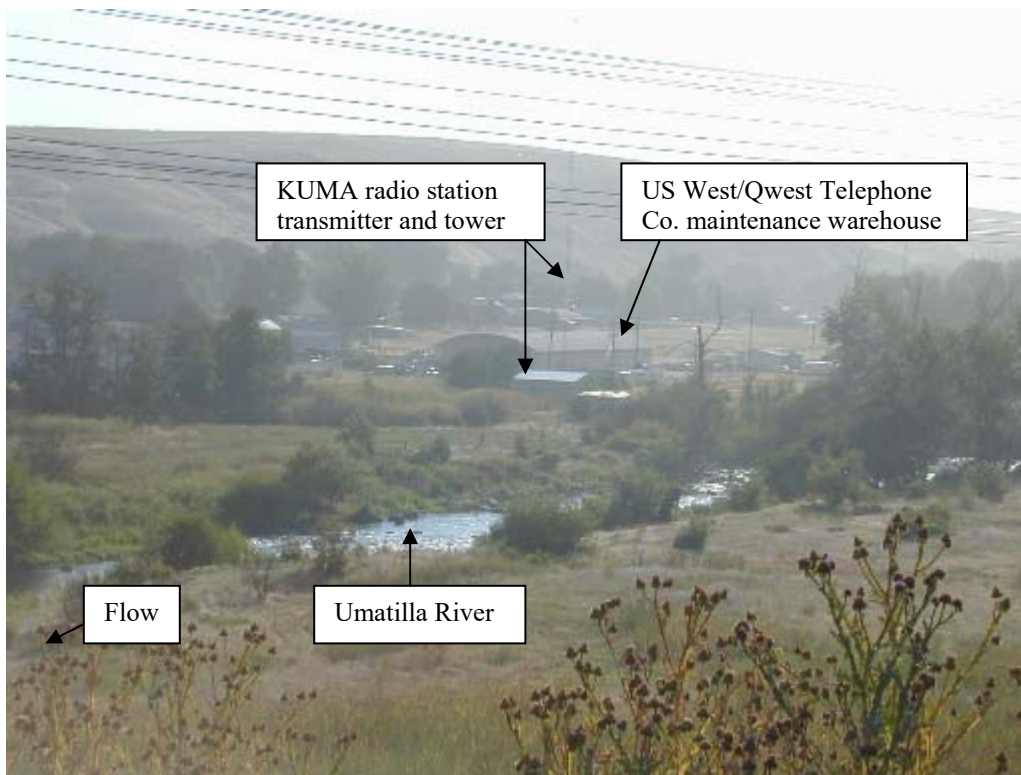 KUMA radio station
transmitter and tower
US West/Qwest Telephone
Co. maintenance warehouse
Flow
Umatilla River